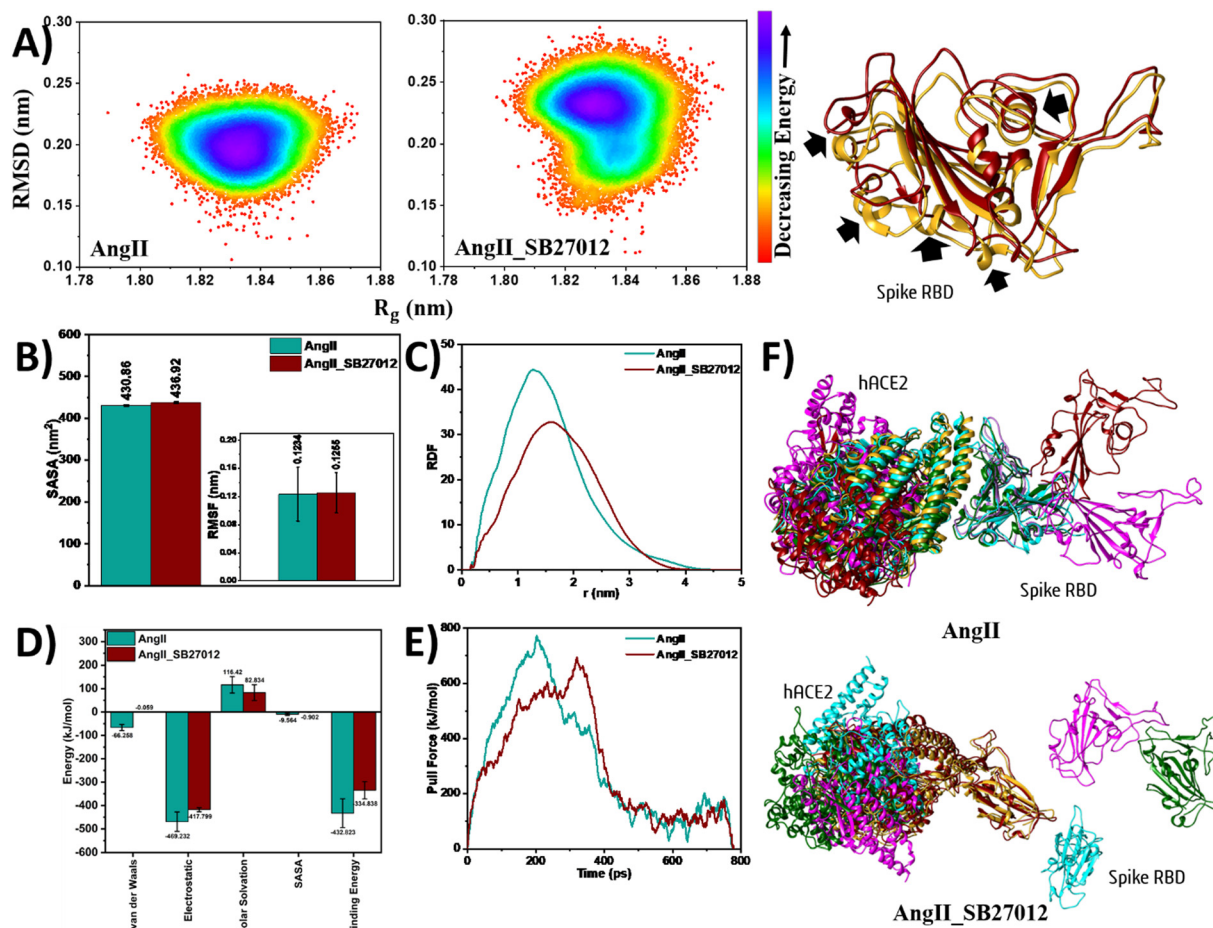 A)
RMSD (nm)
0.30
0.25
0.20
0.15
0.10
AngII
1.78 1.80 1.82 1.84 1.86 1.88
0.30
0.25
0.20
0.15
0.10
AngII_SB27012
1.78 1.80 1.82 1.84 1.86 1.88
Rg (nm)
Decreasing Energy
Spike RBD
B)
SASA (nm²)
600
500
400
300
200
100
0
430.86
436.92
AngII
AngII_SB27012
RMSF (nm)
0.20
0.16
0.12
0.08
0.04
0.00
0.1234
0.1255
C)
RDF
50
40
30
20
10
0
AngII
AngII_SB27012
0 1 2 3 4 5
r (nm)
D)
Energy (kJ/mol)
300
200
100
0
-100
-200
-300
-400
-500
-600
AngII
AngII_SB27012
-66.258
-0.059
-469.232
-417.799
116.42
82.834
-9.564
-0.902
-432.623
-334.838
van der Waals
Electrostatic
olar Solvation
SASA
inding Energy
E)
Pull Force (kJ/mol)
800
600
400
200
0
AngII
AngII_SB27012
0 200 400 600 800
Time (ps)
F)
hACE2
Spike RBD
AngII
hACE2
Spike RBD
AngII_SB27012